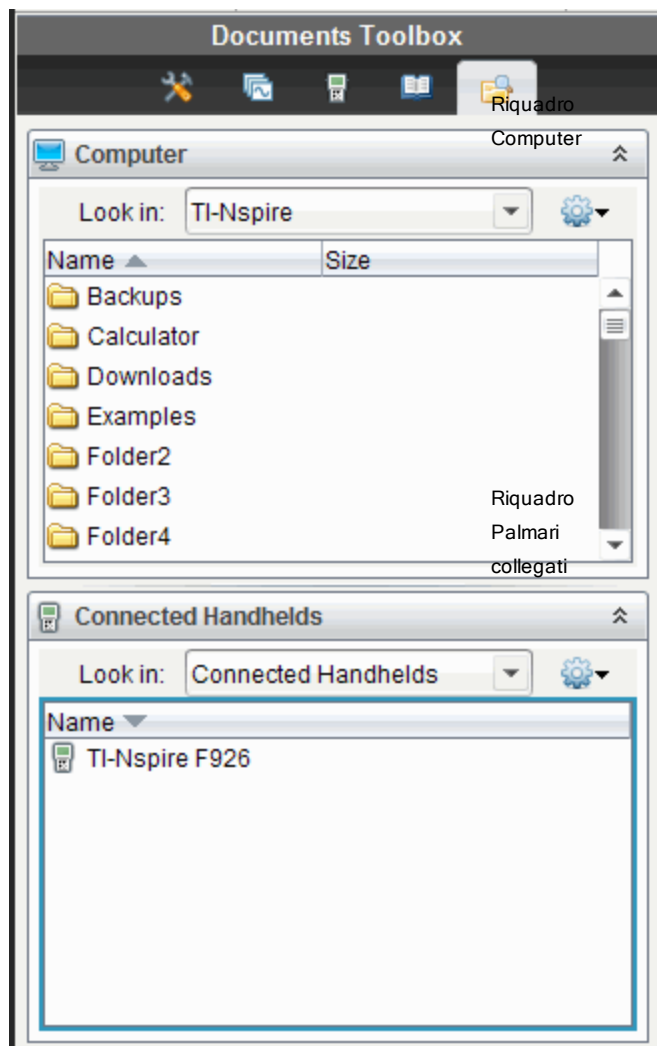 Documents Toolbox
Riquadro
Computer
Computer
Look in: TI-Nspire
Name Size
Backups
Calculator
Downloads
Examples
Folder2
Folder3
Folder4
Riquadro
Palmari
collegati
Connected Handhelds
Look in: Connected Handhelds
Name
TI-Nspire F926